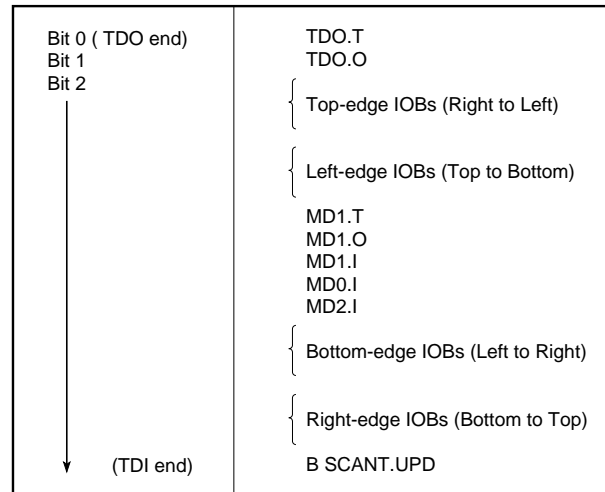 Bit 0 ( TDO end)
Bit 1
Bit 2
(TDI end)
TDO.T
TDO.O
Top-edge IOBs (Right to Left)
Left-edge IOBs (Top to Bottom)
MD1.T
MD1.O
MD1.I
MD0.I
MD2.I
Bottom-edge IOBs (Left to Right)
Right-edge IOBs (Bottom to Top)
B SCANT.UPD